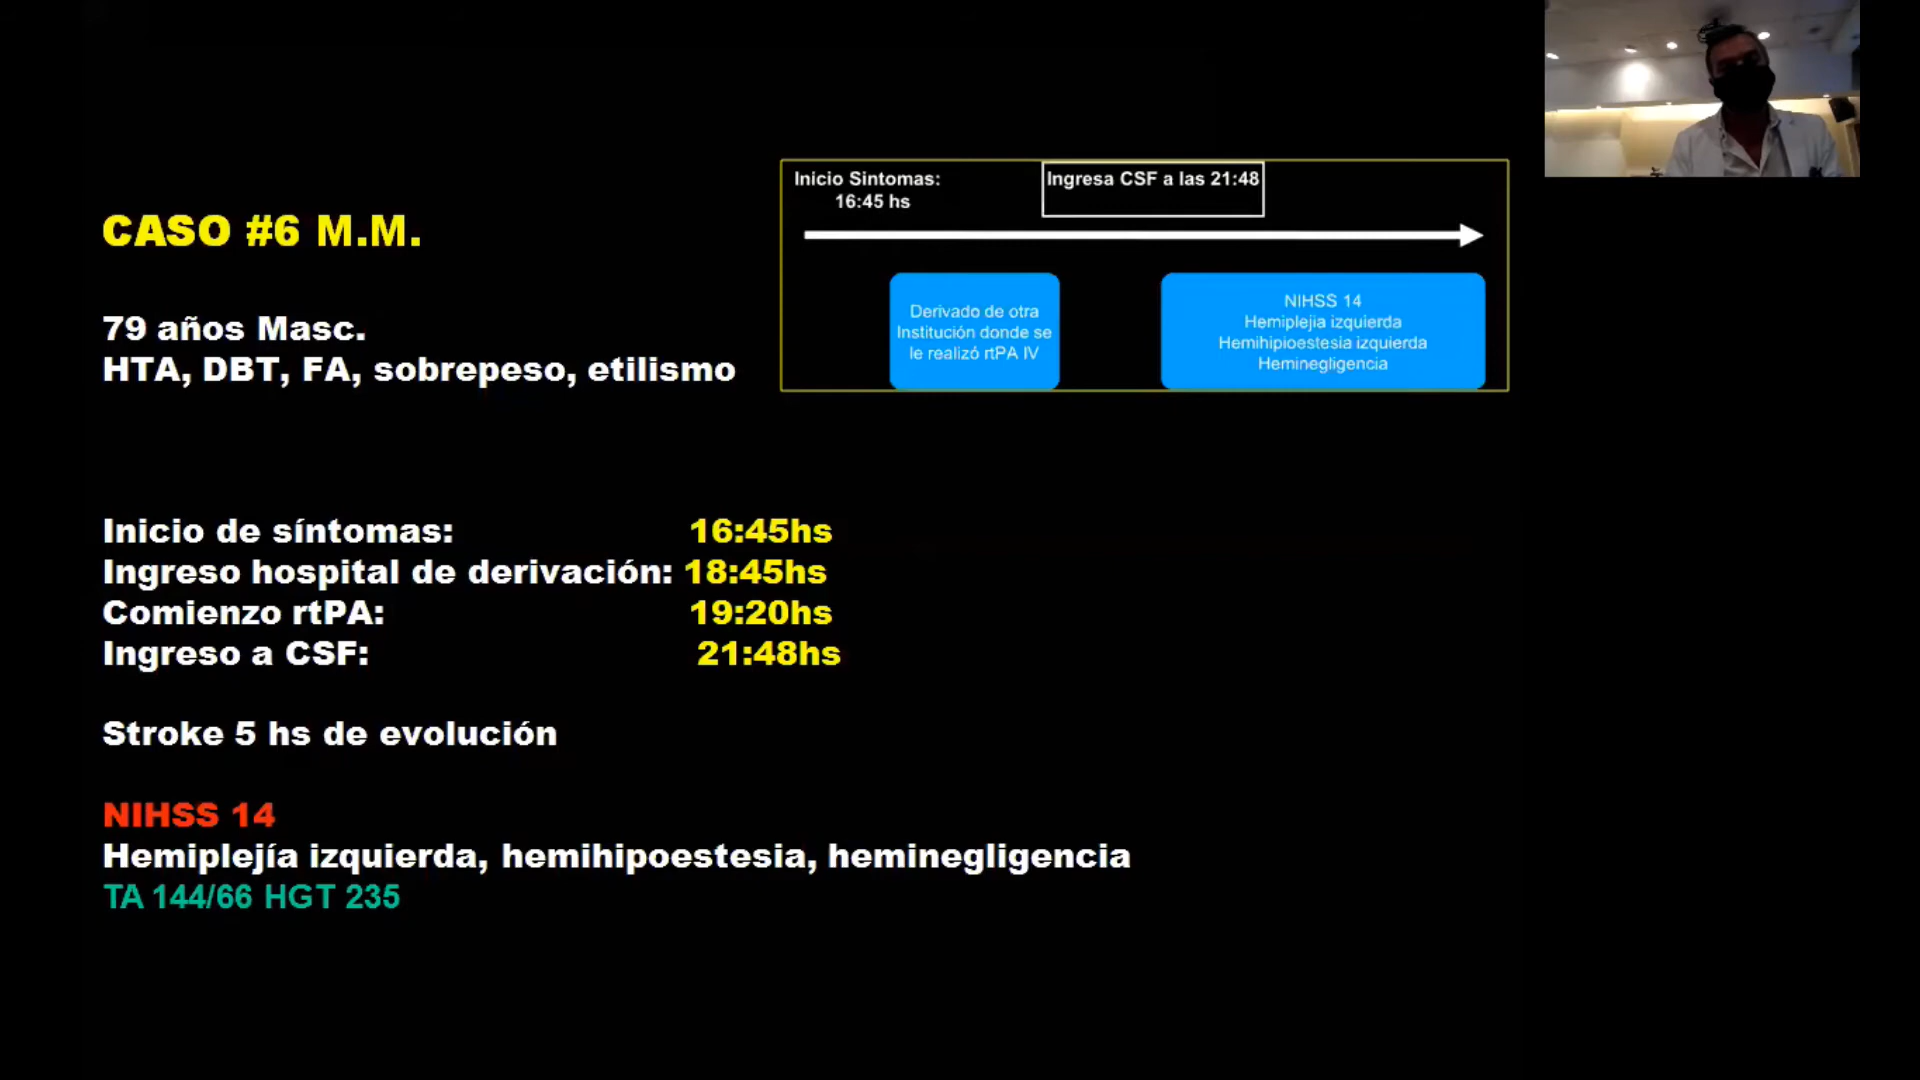 CASO #6 M.M.
79 años Masc.
HTA, DBT, FA, sobrepeso, etilismo
Inicio Sintomas:
16:45 hs
Ingresa CSF a las 21:48
Derivado de otra
Institución donde se
le realizó rtPA IV
NIHSS 14
Hemiplejia izquierda
Hemihipioestesia izquierda
Heminegligencia
Inicio de síntomas: 16:45hs
Ingreso hospital de derivación: 18:45hs
Comienzo rtPA: 19:20hs
Ingreso a CSF: 21:48hs
Stroke 5 hs de evolución
NIHSS 14
Hemiplejía izquierda, hemihipoestesia, heminegligencia
TA 144/66 HGT 235